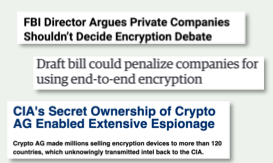 FBI Director Argues Private Companies
Shouldn't Decide Encryption Debate
Draft bill could penalize companies for
using end-to-end encryption
CIA's Secret Ownership of Crypto
AG Enabled Extensive Espionage
Crypto AG made millions selling encryption devices to more than 120
countries, which unknowingly transmitted intel back to the CIA.